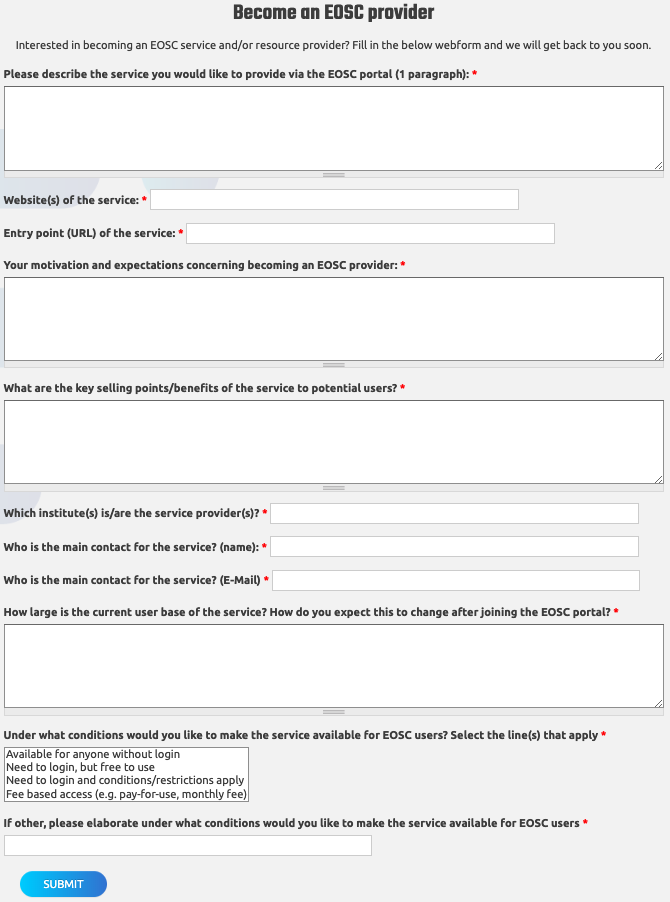 Become an EOSC provider
Interested in becoming an EOSC service and/or resource provider? Fill in the below webform and we will get back to you soon.
Please describe the service you would like to provide via the EOSC portal (1 paragraph): *
Website(s) of the service: *
Entry point (URL) of the service: *
Your motivation and expectations concerning becoming an EOSC provider: *
What are the key selling points/benefits of the service to potential users? *
Which institute(s) is/are the service provider(s)? *
Who is the main contact for the service? (name): *
Who is the main contact for the service? (E-Mail) *
How large is the current user base of the service? How do you expect this to change after joining the EOSC portal? *
Under what conditions would you like to make the service available for EOSC users? Select the line(s) that apply *
Available for anyone without login
Need to login, but free to use
Need to login and conditions/restrictions apply
Fee based access (e.g. pay-for-use, monthly fee)
If other, please elaborate under what conditions would you like to make the service available for EOSC users *
SUBMIT